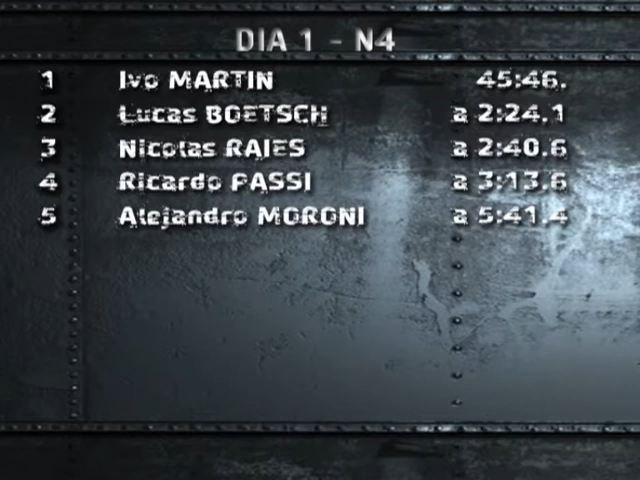 DIA 1 - N4
1 Ivo MARTIN 45:46.
2 Lucas BOETSCH a 2:24.1
3 Nicolas RAIES a 2:40.6
4 Ricardo PASSI a 3:13.6
5 Alejandro MORONI a 5:41.4